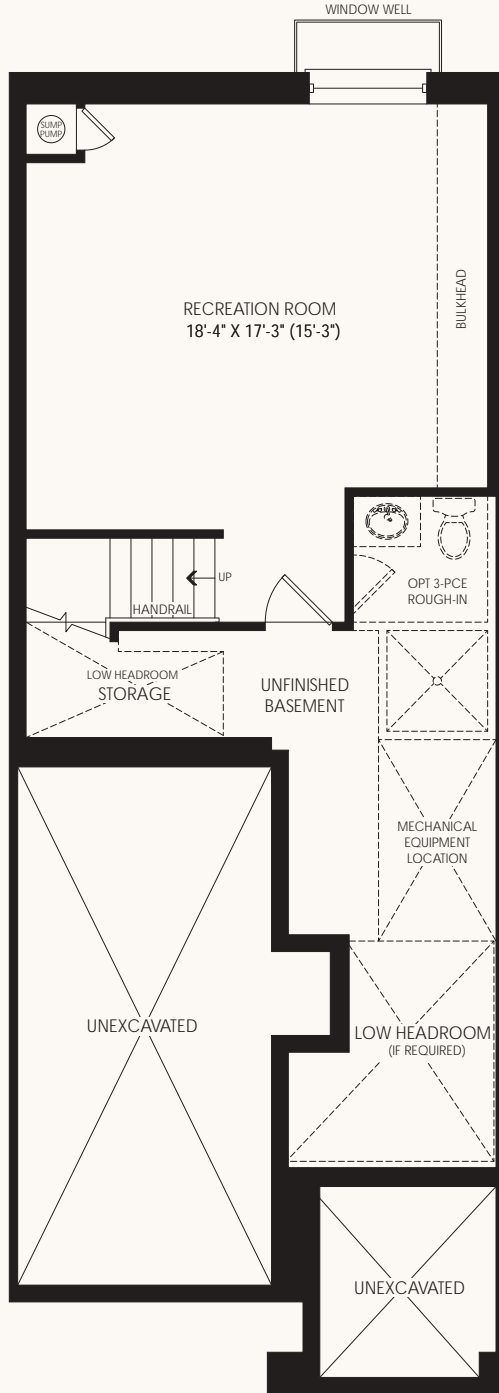 WINDOW WELL
SUMP
PUMP
RECREATION ROOM
18'-4" X 17'-3" (15'-3")
BULKHEAD
UP
HANDRAIL
OPT 3-PCE
ROUGH-IN
LOW HEADROOM
STORAGE
UNFINISHED
BASEMENT
MECHANICAL
EQUIPMENT
LOCATION
UNEXCAVATED
LOW HEADROOM
(IF REQUIRED)
UNEXCAVATED